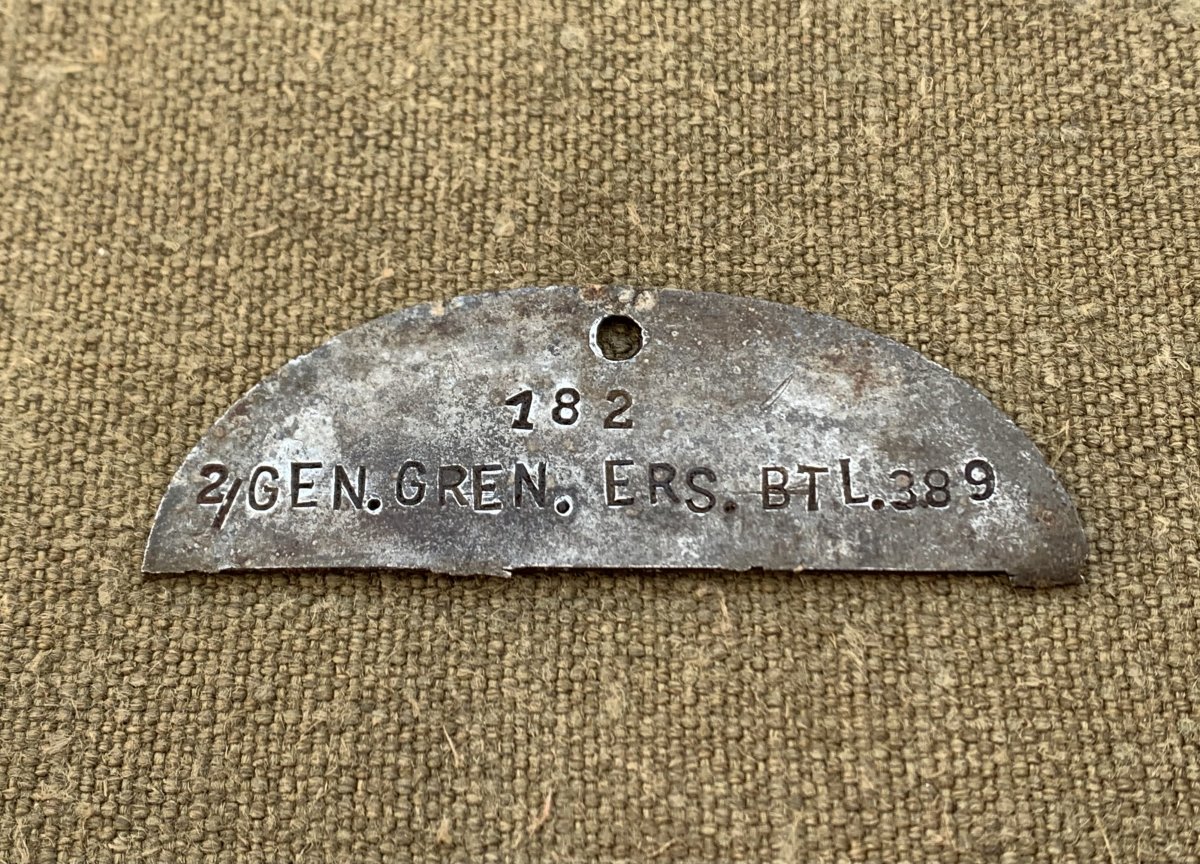 182
2/GEN.GREN. ERS. BTL.389